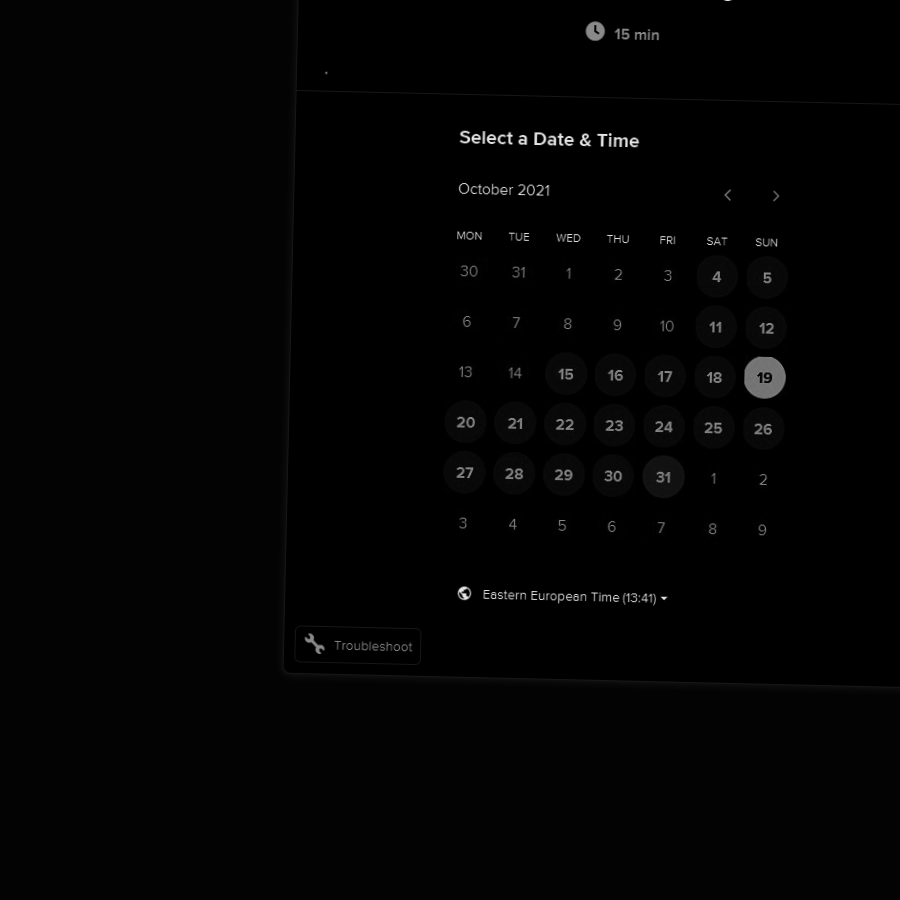 15 min
Select a Date & Time
October 2021
MON TUE WED THU FRI SAT SUN
30 31 1 2 3 4 5
6 7 8 9 10 11 12
13 14 15 16 17 18 19
20 21 22 23 24 25 26
27 28 29 30 31 1 2
3 4 5 6 7 8 9
Eastern European Time (13:41)
Troubleshoot